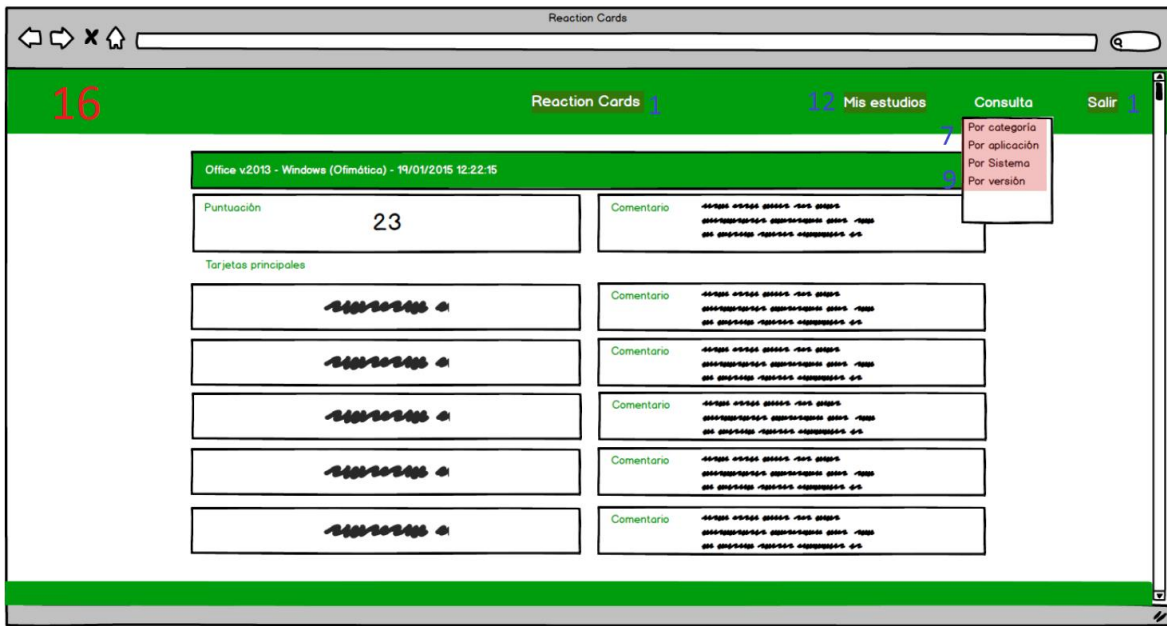 Reaction Cards
16 Reaction Cards 1 12 Mis estudios Consulta Salir 1
7 Por categoría
Por aplicación
Por Sistema
9 Por versión
Office v.2013 - Windows (Ofimática) - 19/01/2015 12:22:15
Puntuación 23 Comentario
Tarjetas principales
Comentario
Comentario
Comentario
Comentario
Comentario